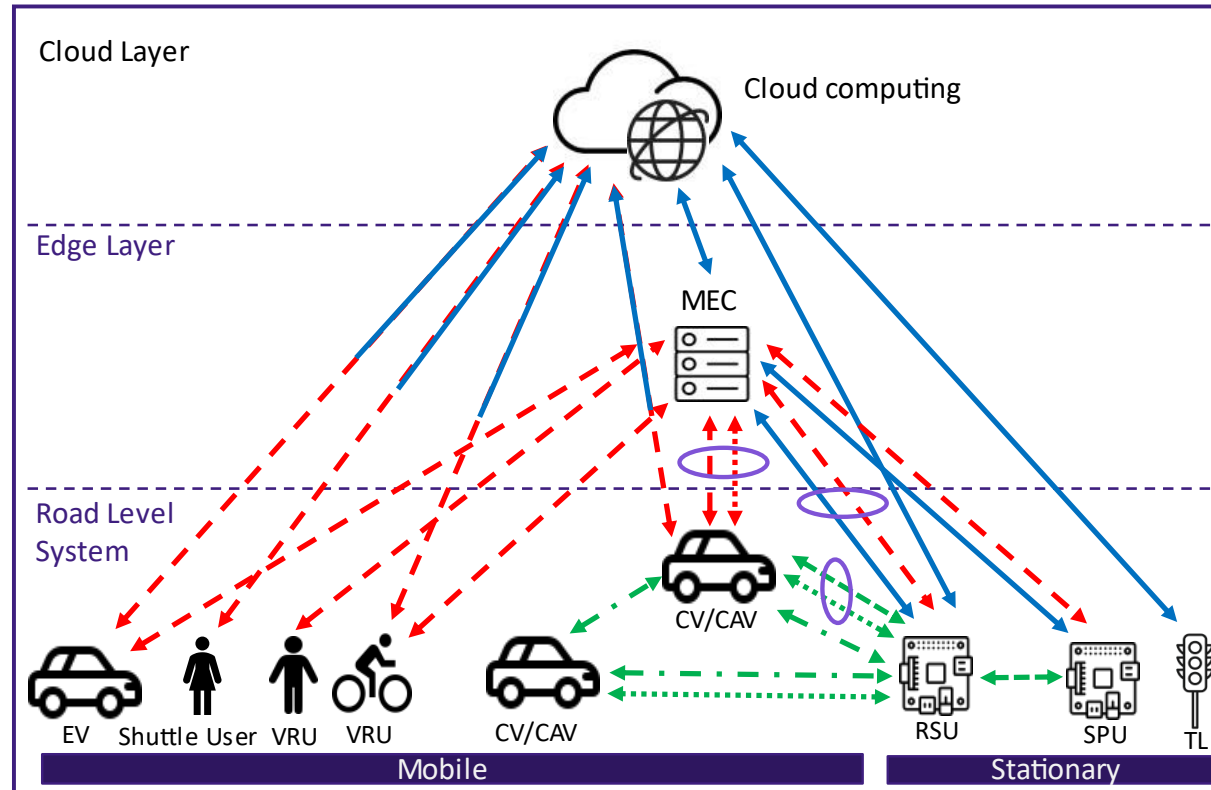 Cloud Layer
Cloud computing
Edge Layer
MEC
Road Level
System
CV/CAV
EV
Shuttle User
VRU
VRU
CV/CAV
RSU
SPU
TL
Mobile
Stationary